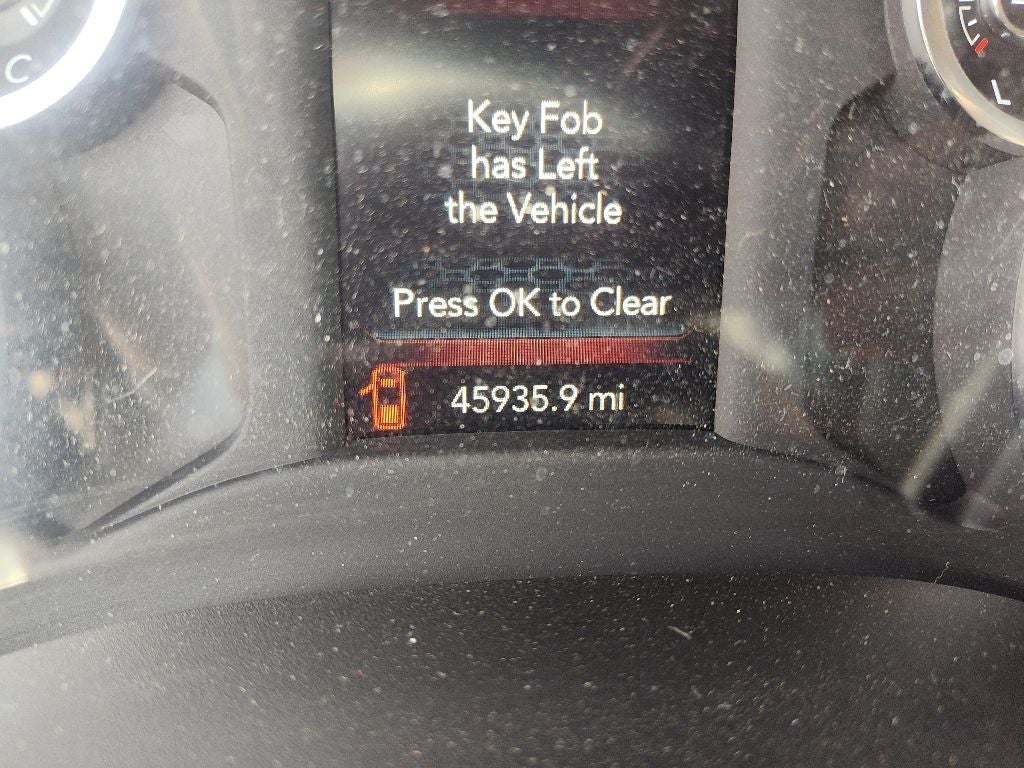 C
L
Key Fob
has Left
the Vehicle
Press OK to Clear
45935.9 mi